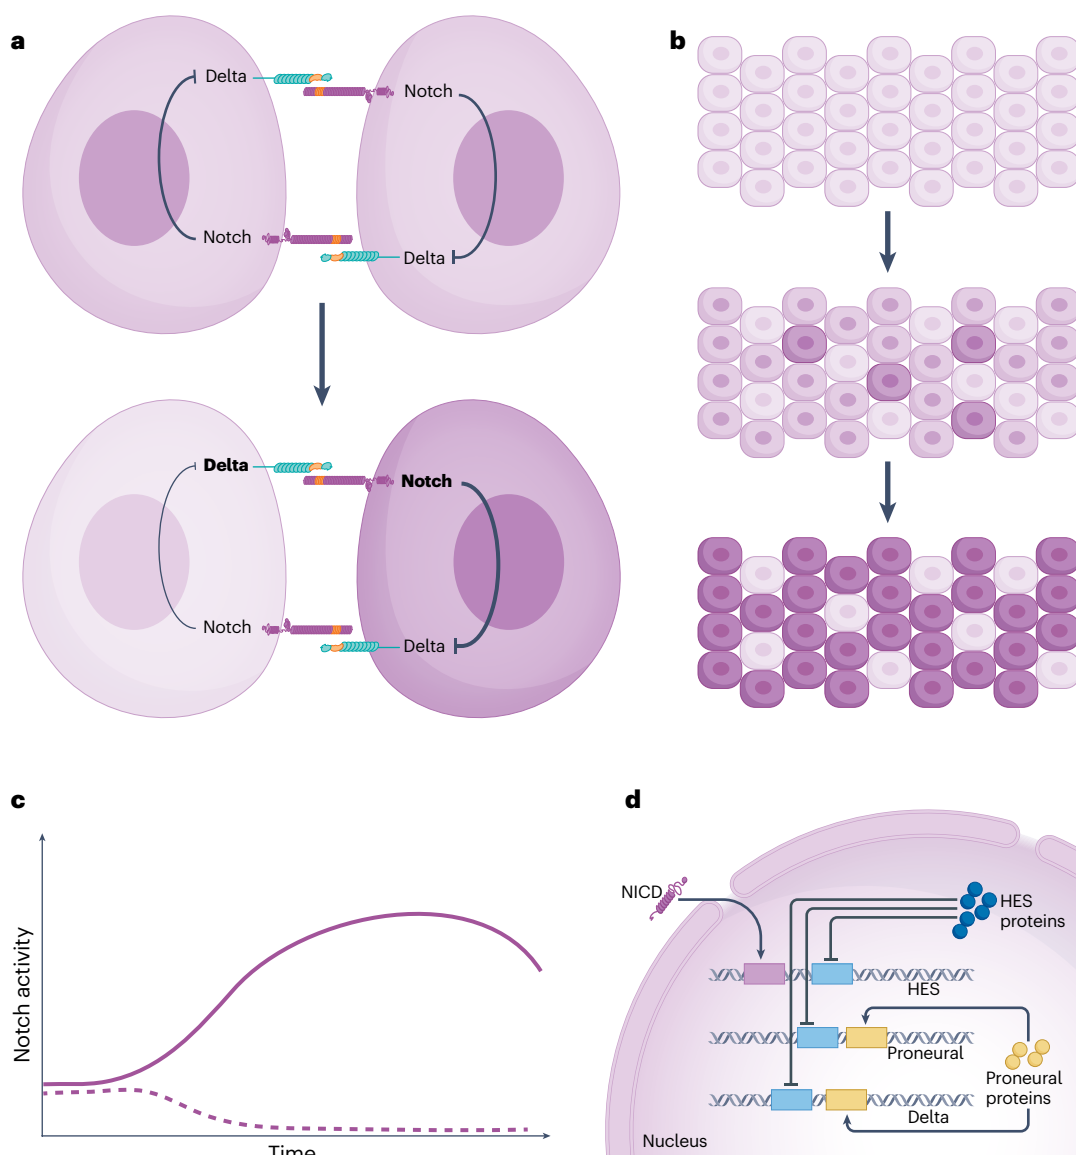 a
Delta
Notch
Notch
Delta
Delta
Notch
Notch
Delta
b
c
Notch activity
Time
d
NICD
HES
proteins
HES
Proneural
Proneural
proteins
Delta
Nucleus